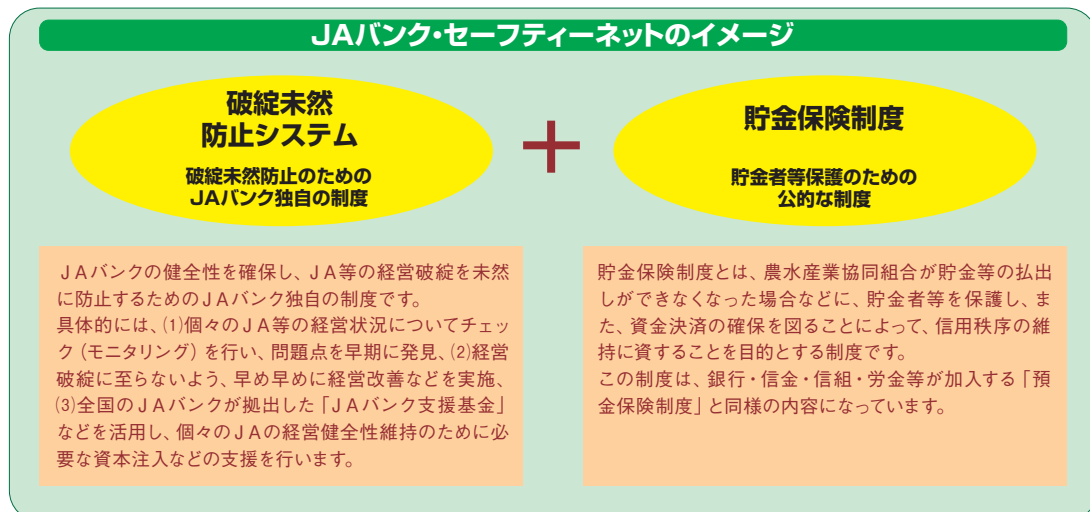 JAバンク・セーフティーネットのイメージ
破綻未然
防止システム
破綻未然防止のための
JAバンク独自の制度
＋
貯金保険制度
貯金者等保護のための
公的な制度
ＪＡバンクの健全性を確保し、ＪＡ等の経営破綻を未然
に防止するためのＪＡバンク独自の制度です。
具体的には、⑴個々のＪＡ等の経営状況についてチェッ
ク（モニタリング）を行い、問題点を早期に発見、⑵経営
破綻に至らないよう、早め早めに経営改善などを実施、
⑶全国のＪＡバンクが拠出した「ＪＡバンク支援基金」
などを活用し、個々のＪＡの経営健全性維持のために必
要な資本注入などの支援を行います。
貯金保険制度とは、農水産業協同組合が貯金等の払出
しができなくなった場合などに、貯金者等を保護し、ま
た、資金決済の確保を図ることによって、信用秩序の維
持に資することを目的とする制度です。
この制度は、銀行・信金・信組・労金等が加入する「預
金保険制度」と同様の内容になっています。